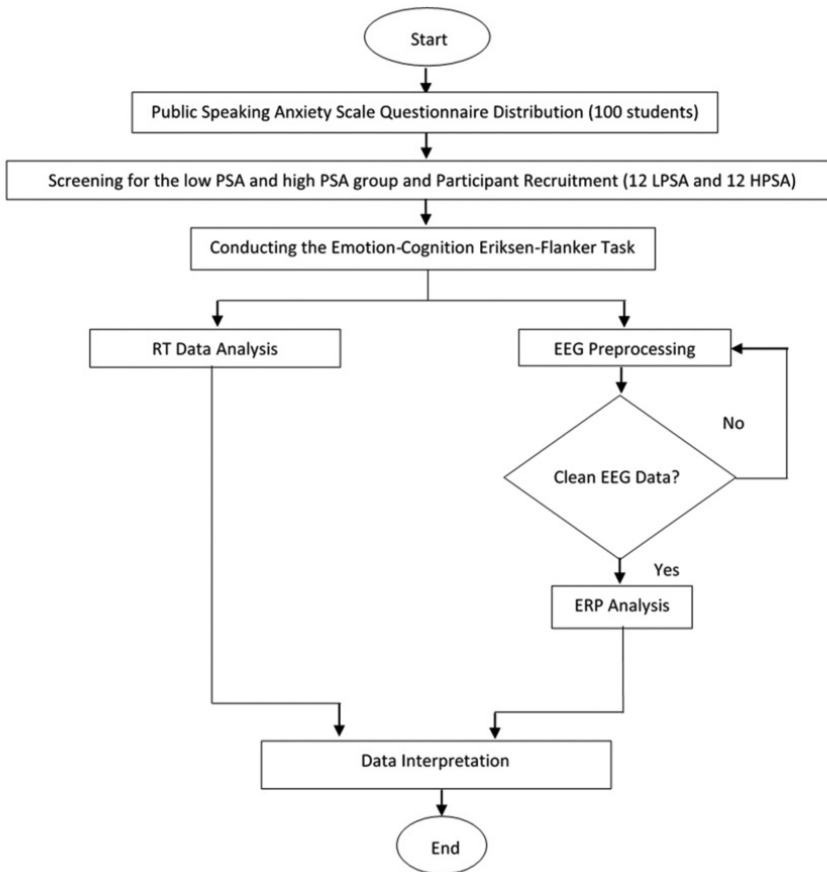 Start
Public Speaking Anxiety Scale Questionnaire Distribution (100 students)
Screening for the low PSA and high PSA group and Participant Recruitment (12 LPSA and 12 HPSA)
Conducting the Emotion-Cognition Eriksen-Flanker Task
RT Data Analysis
EEG Preprocessing
No
Clean EEG Data?
Yes
ERP Analysis
Data Interpretation
End